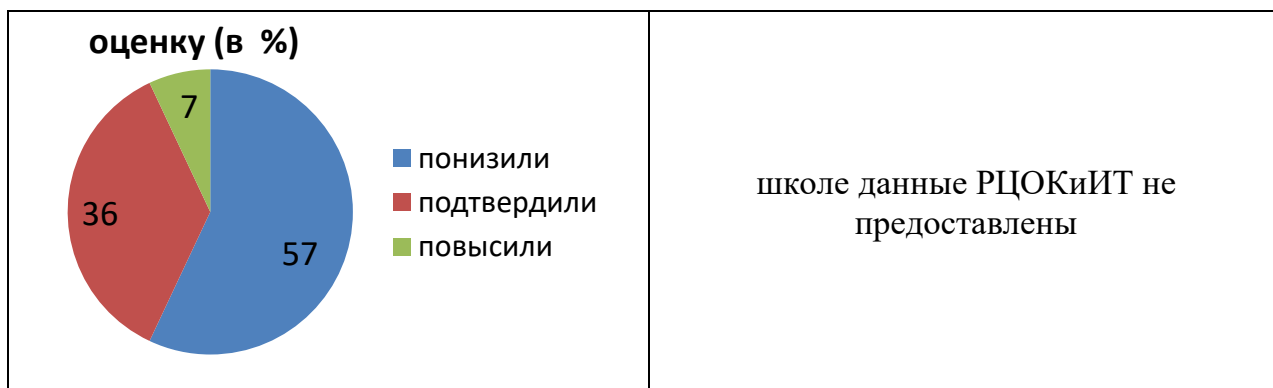 оценку (в %)
7
36
57
понизили
подтвердили
повысили
школе данные РЦОКиИТ не
предоставлены